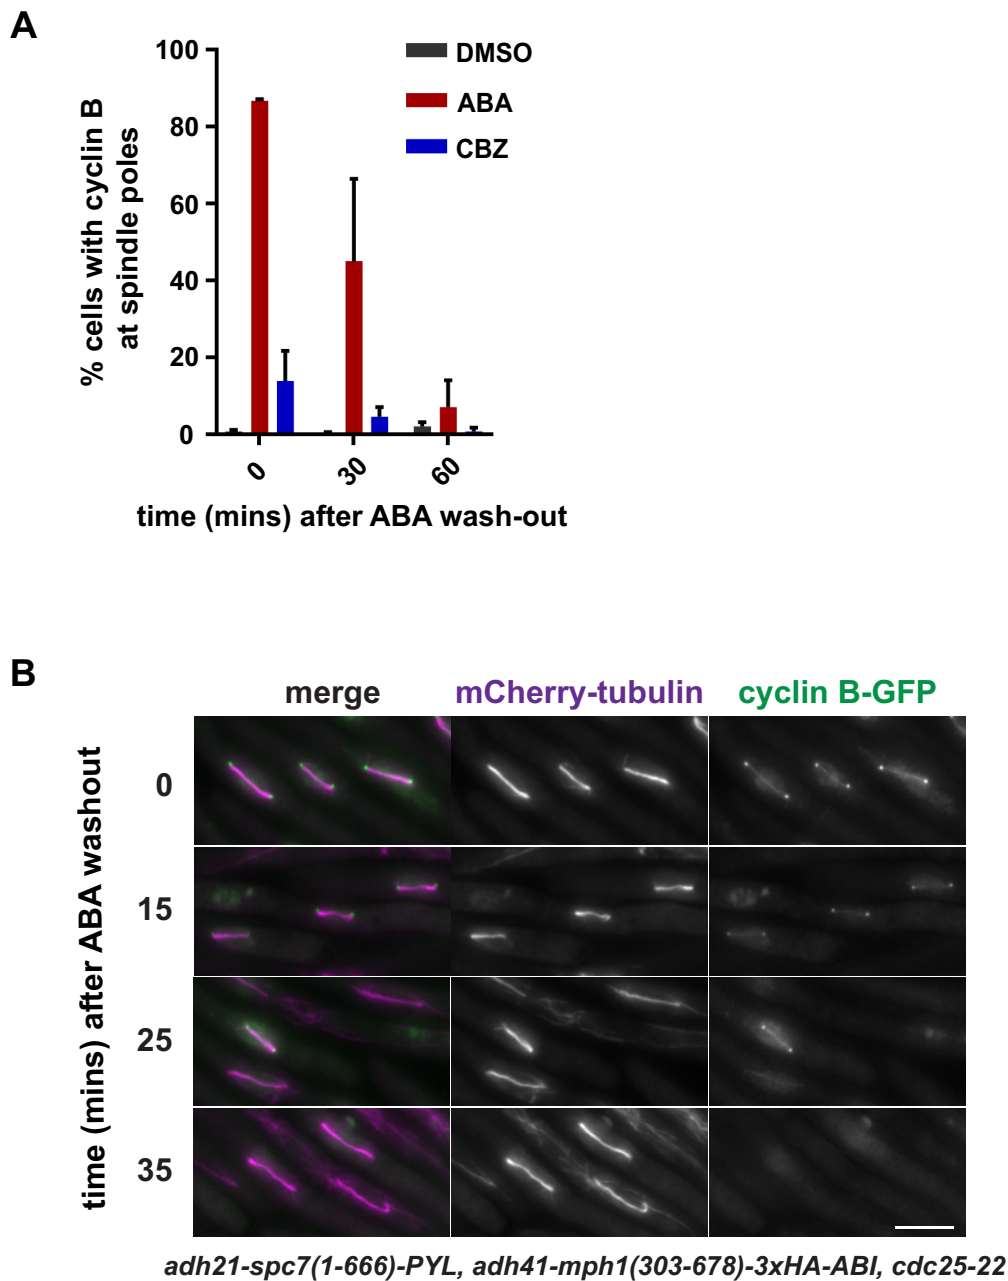 A
100
80
60
40
20
0
% cells with cyclin B
at spindle poles
DMSO
ABA
CBZ
0
30
60
time (mins) after ABA wash-out
B
merge
mCherry-tubulin
cyclin B-GFP
time (mins) after ABA washout
0
15
25
35
adh21-spc7(1-666)-PYL, adh41-mph1(303-678)-3xHA-ABI, cdc25-22